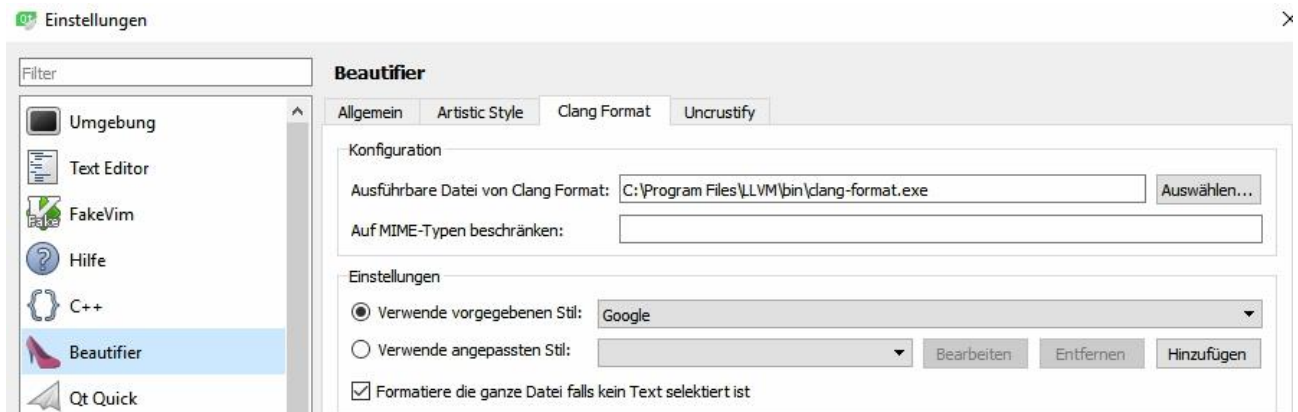 Einstellungen
Filter
Umgebung
Text Editor
FakeVim
Hilfe
C++
Beautifier
Qt Quick
Beautifier
Allgemein Artistic Style Clang Format Uncrustify
Konfiguration
Ausführbare Datei von Clang Format: C:\Program Files\LLVM\bin\clang-format.exe Auswählen...
Auf MIME-Typen beschränken:
Einstellungen
Verwende vorgegebenen Stil: Google
Verwende angepassten Stil: Bearbeiten Entfernen Hinzufügen
Formatiere die ganze Datei falls kein Text selektiert ist